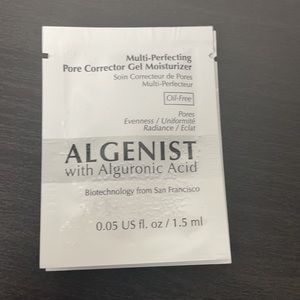 Multi-Perfecting
Pore Corrector Gel Moisturizer
Soin Correcteur de Pores
Multi-Perfecteur
Oil-Free
Pores
Evenness / Uniformité
Radiance / Eclat
ALGENIST
with Alguronic Acid
Biotechnology from San Francisco
0.05 US fl. oz / 1.5 ml